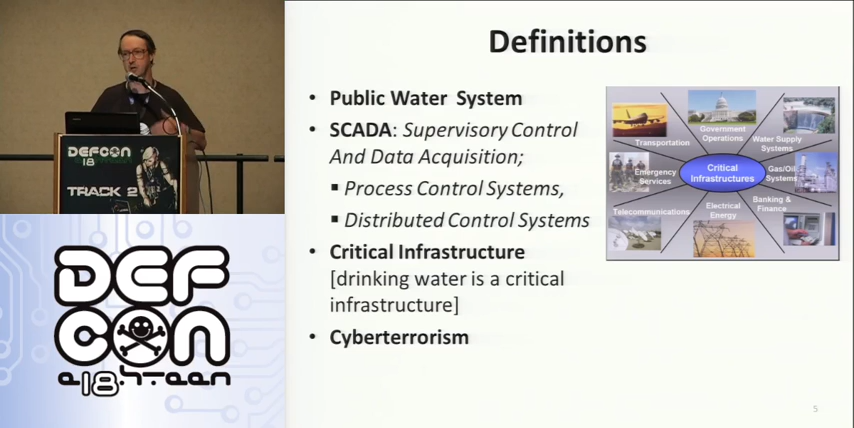 DEFCON
18
TRACK 2
DEF
CON
e18h-teen
Definitions
• Public Water System
• SCADA: Supervisory Control
And Data Acquisition;
▪ Process Control Systems,
▪ Distributed Control Systems
• Critical Infrastructure
[drinking water is a critical
infrastructure]
• Cyberterrorism
Transportation
Government
Operations
Water Supply
Systems
Emergency
Services
Critical
Infrastructures
Gas/Oil
Systems
Telecommunications
Electrical
Energy
Banking &
Finance
5